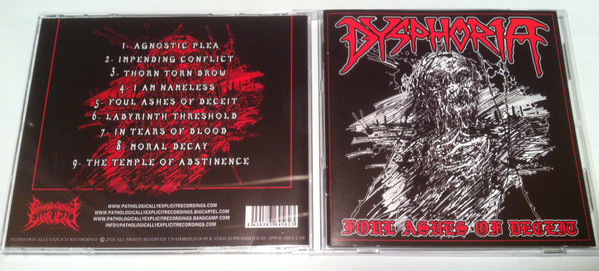 1- AGNOSTIC PLEA
2- IMPENDING CONFLICT
3- THORN TORN BROW
4- I AM NAMELESS
5- FOUL ASHES OF DECEIT
6- LABYRINTH THRESHOLD
7- IN TEARS OF BLOOD
8- MORAL DECAY
9- THE TEMPLE OF ABSTINENCE
WWW.PATHOLOGICALLYEXPLICITRECORDINGS.COM
WWW.PATHOLOGICALLYEXPLICITRECORDINGS.BIGCARTEL.COM
WWW.PATHOLOGICALLYEXPLICITRECORDINGS.BANDCAMP.COM
INFO@PATHOLOGICALLYEXPLICITRECORDINGS.COM
PATHOLOGICALLY EXPLICIT
DYSPHORIA
FOUL ASHES OF DECEIT